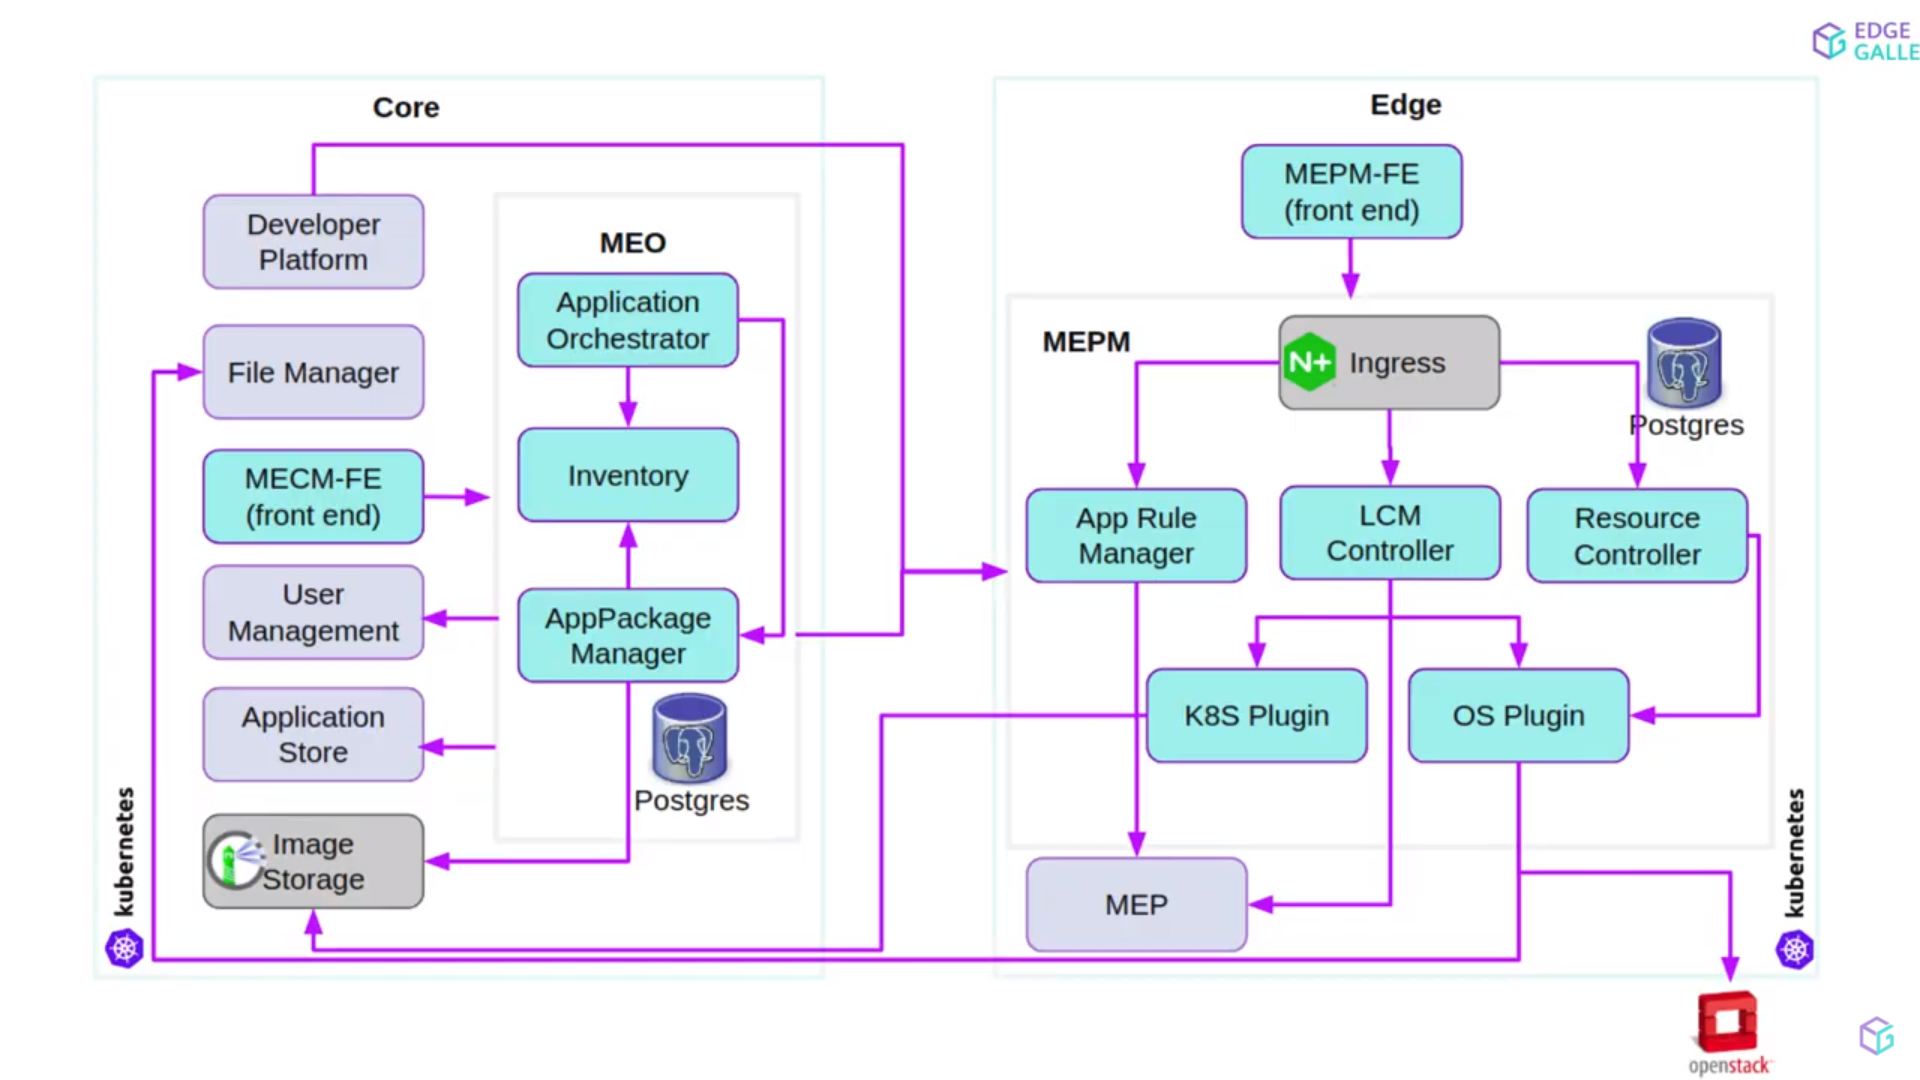 EDGE
GALLE
Core
Edge
Developer
Platform
File Manager
MECM-FE
(front end)
User
Management
Application
Store
Image
Storage
kubernetes
MEO
Application
Orchestrator
Inventory
AppPackage
Manager
Postgres
MEPM-FE
(front end)
MEPM
N+
Ingress
Postgres
App Rule
Manager
LCM
Controller
Resource
Controller
K8S Plugin
OS Plugin
MEP
kubernetes
openstack